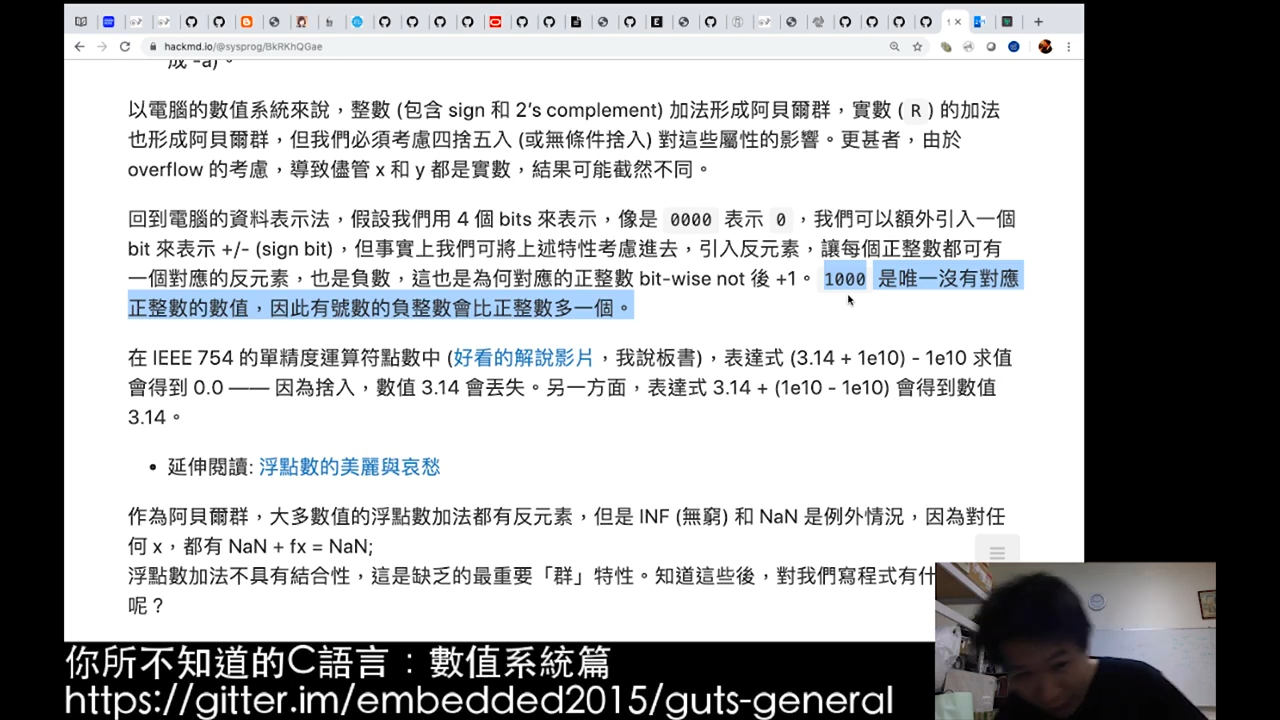 hackmd.io/@sysprog/BkRKhQGae
成 -a)。
以電腦的數值系統來說，整數 (包含 sign 和 2's complement) 加法形成阿貝爾群，實數 ( R ) 的加法
也形成阿貝爾群，但我們必須考慮四捨五入 (或無條件捨入) 對這些屬性的影響。更甚者，由於
overflow 的考慮，導致儘管 x 和 y 都是實數，結果可能截然不同。
回到電腦的資料表示法，假設我們用 4 個 bits 來表示，像是 0000 表示 0 ，我們可以額外引入一個
bit 來表示 +/- (sign bit)，但事實上我們可將上述特性考慮進去，引入反元素，讓每個正整數都可有
一個對應的反元素，也是負數，這也是為何對應的正整數 bit-wise not 後 +1。 1000 是唯一沒有對應
正整數的數值，因此有號數的負整數會比正整數多一個。
在 IEEE 754 的單精度運算符點數中 (好看的解說影片，我說板書)，表達式 (3.14 + 1e10) - 1e10 求值
會得到 0.0 —— 因為捨入，數值 3.14 會丟失。另一方面，表達式 3.14 + (1e10 - 1e10) 會得到數值
3.14。
• 延伸閱讀: 浮點數的美麗與哀愁
作為阿貝爾群，大多數值的浮點數加法都有反元素，但是 INF (無窮) 和 NaN 是例外情況，因為對任
何 x，都有 NaN + fx = NaN;
浮點數加法不具有結合性，這是缺乏的最重要「群」特性。知道這些後，對我們寫程式有什
呢？
你所不知道的C語言：數值系統篇
https://gitter.im/embedded2015/guts-general